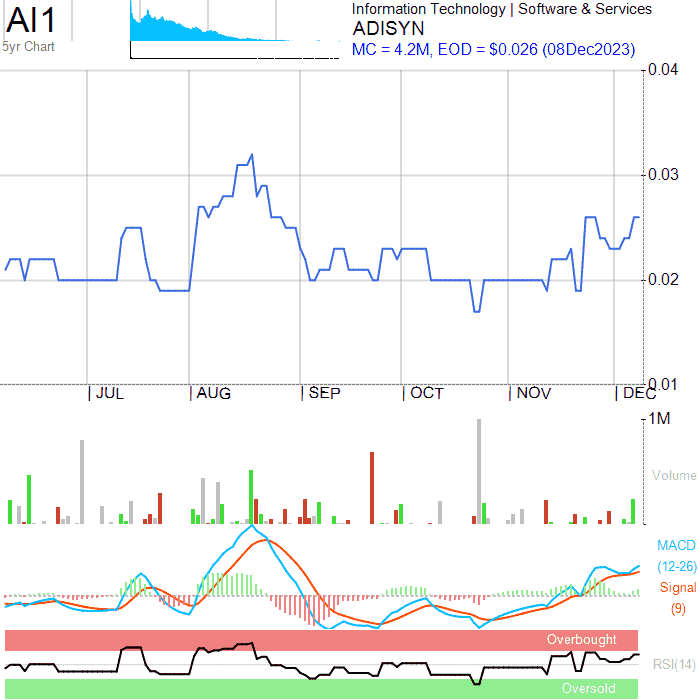 AI1
5yr Chart
Information Technology | Software & Services
ADISYN
MC = 4.2M, EOD = $0.026 (08Dec2023)
0.04
0.03
0.02
0.01
JUL AUG SEP OCT NOV DEC
1M
Volume
MACD
(12-26)
Signal
(9)
Overbought
RSI(14)
Oversold